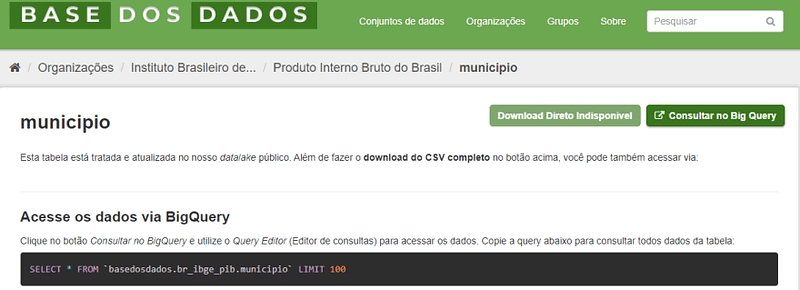 BASE DOS DADOS
Conjuntos de dados Organizações Grupos Sobre Pesquisar
/ Organizações / Instituto Brasileiro de... / Produto Interno Bruto do Brasil / municipio
municipio
Download Direto Indisponível Consultar no Big Query
Esta tabela está tratada e atualizada no nosso datalake público. Além de fazer o download do CSV completo no botão acima, você pode também acessar via:
Acesse os dados via BigQuery
Clique no botão Consultar no BigQuery e utilize o Query Editor (Editor de consultas) para acessar os dados. Copie a query abaixo para consultar todos dados da tabela:
SELECT * FROM `basedosdados.br_ibge_pib.municipio` LIMIT 100